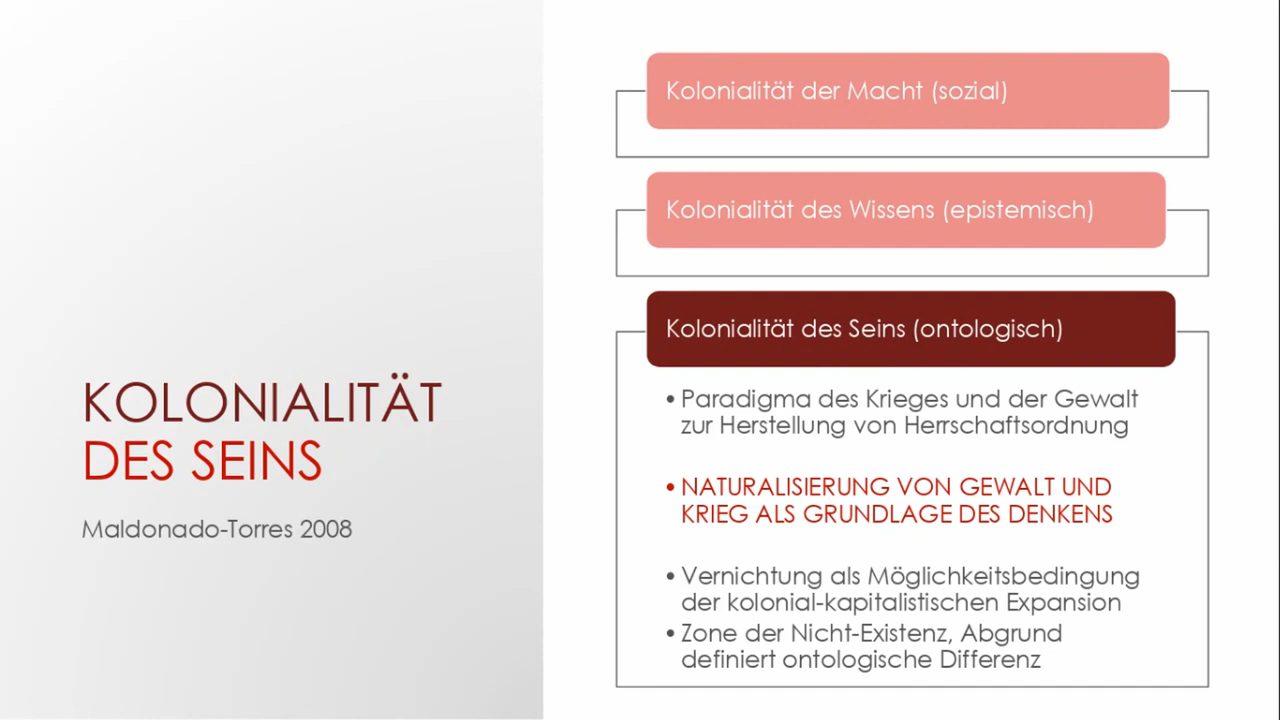 KOLONIALITÄT
DES SEINS
Maldonado-Torres 2008
Kolonialität der Macht (sozial)
Kolonialität des Wissens (epistemisch)
Kolonialität des Seins (ontologisch)
• Paradigma des Krieges und der Gewalt
zur Herstellung von Herrschaftsordnung
• NATURALISIERUNG VON GEWALT UND
KRIEG ALS GRUNDLAGE DES DENKENS
• Vernichtung als Möglichkeitsbedingung
der kolonial-kapitalistischen Expansion
• Zone der Nicht-Existenz, Abgrund
definiert ontologische Differenz